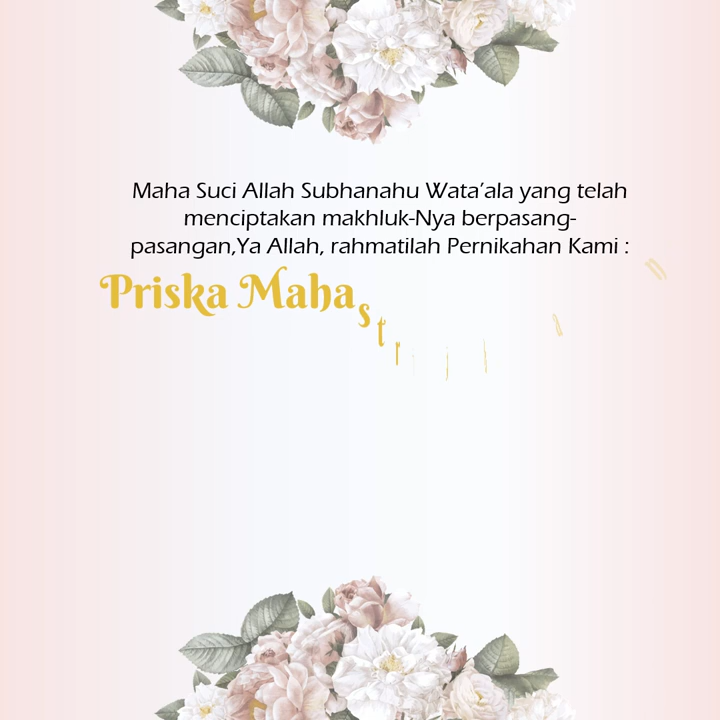 Maha Suci Allah Subhanahu Wata'ala yang telah
menciptakan makhluk-Nya berpasang-
pasangan,Ya Allah, rahmatilah Pernikahan Kami :
Priska